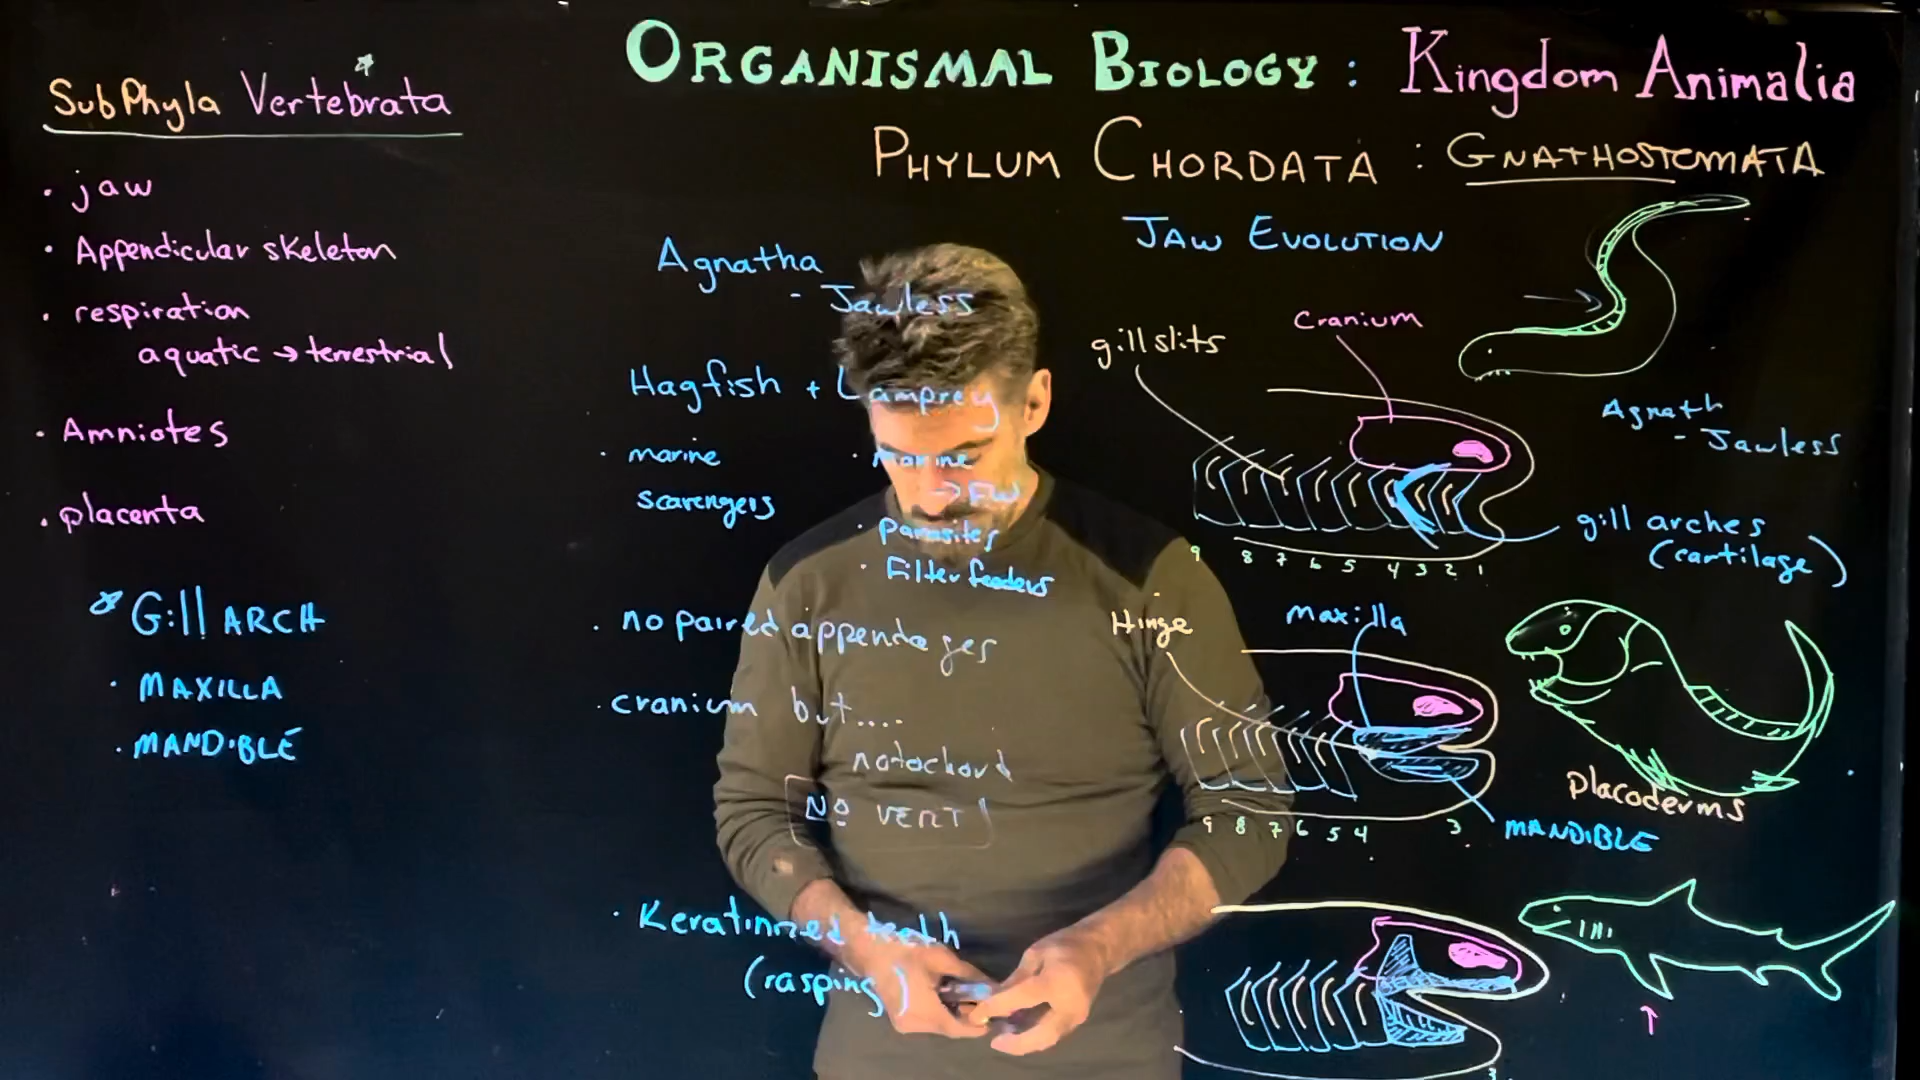 ORGANISMAL BIOLOGY : Kingdom Animalia
PHYLUM CHORDATA : GNATHOSTOMATA
SubPhyla Vertebrata
• jaw
• Appendicular skeleton
• respiration
aquatic → terrestrial
• Amniotes
• placenta
Gill ARCH
• MAXILLA
• MANDIBLE
Agnatha
- Jawless
Hagfish + Lamprey
• marine
scavengers
• marine
→ FW
• parasites
• Filter feeders
• no paired appendages
• cranium but....
notochord
NO VERT
• Keratinized teeth
(rasping)
JAW EVOLUTION
gill slits
Cranium
Agnath
- Jawless
gill arches
(cartilage)
9 8 7 6 5 4 3 2 1
Hinge
Maxilla
placoderms
MANDIBLE
9 8 7 6 5 4 3
3